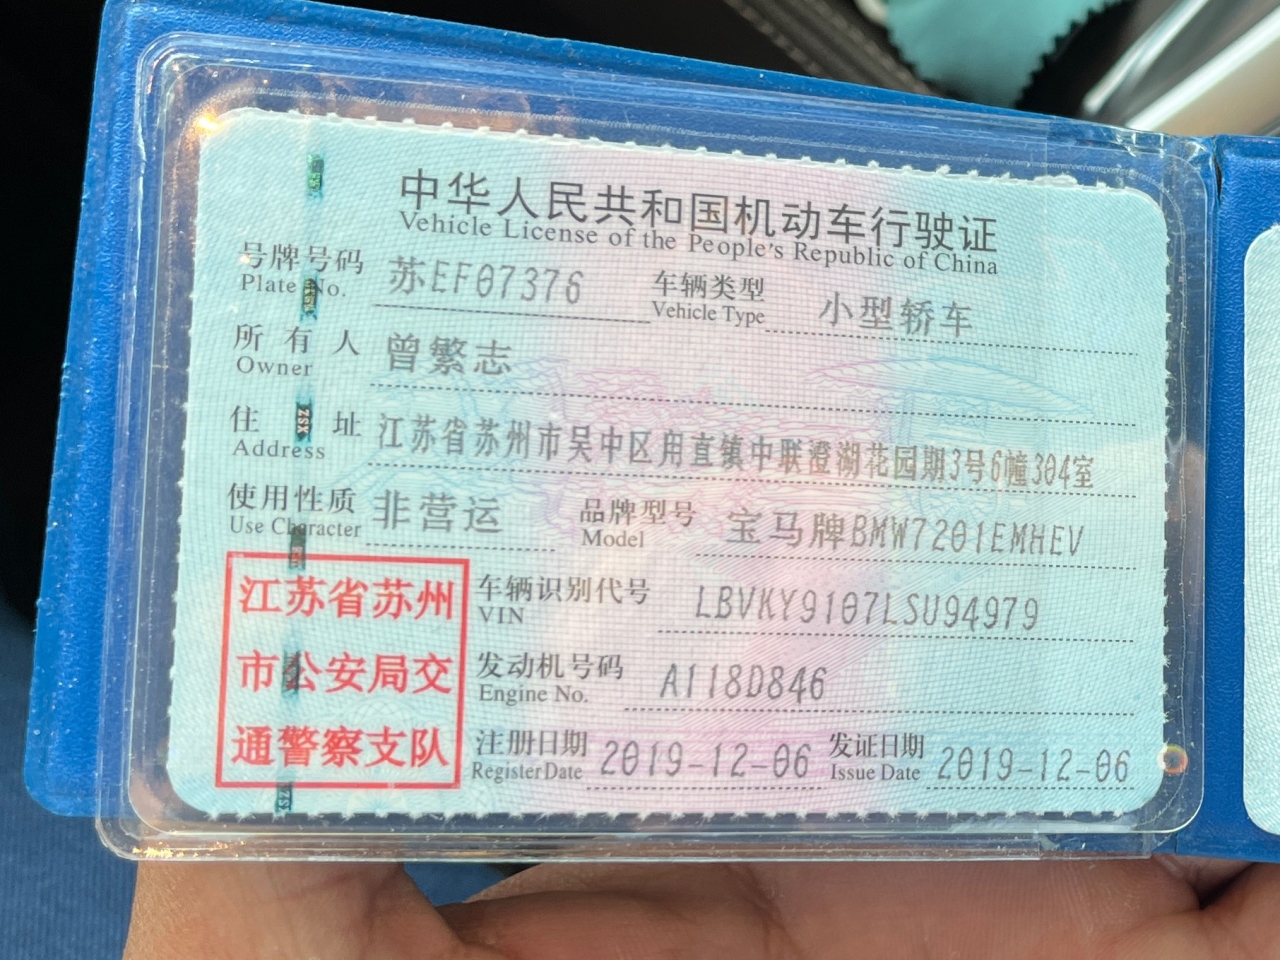 中华人民共和国机动车行驶证
Vehicle License of the People's Republic of China
号牌号码 苏EF07376 车辆类型 小型轿车
Plate No. Vehicle Type
所有人 曾繁志
Owner
住址 江苏省苏州市吴中区甪直镇中联澄湖花园期3号6幢304室
Address
使用性质 非营运 品牌型号 宝马牌BMW7201EMHEV
Use Character Model
江苏省苏州
市公安局交
通警察支队
车辆识别代号 LBVKY9107LSU94979
VIN
发动机号码 A118D846
Engine No.
注册日期 2019-12-06 发证日期 2019-12-06
Register Date Issue Date